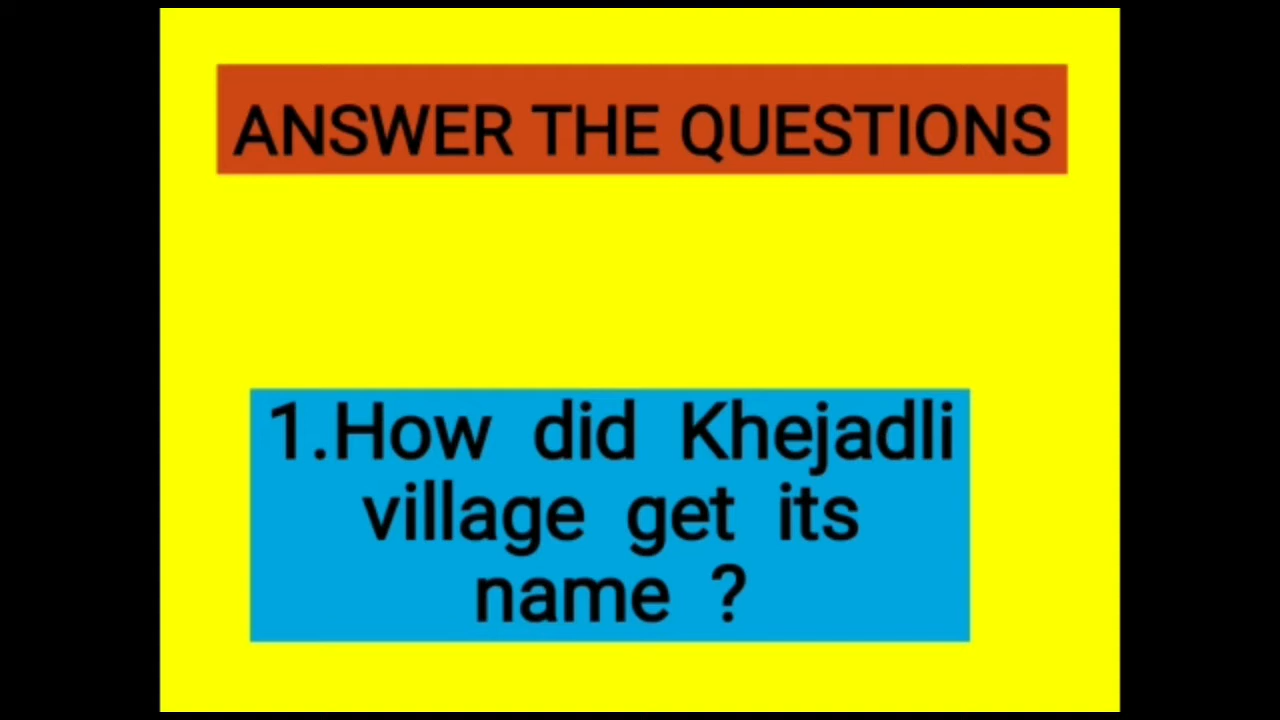 ANSWER THE QUESTIONS
1.How did Khejadli
village get its
name ?